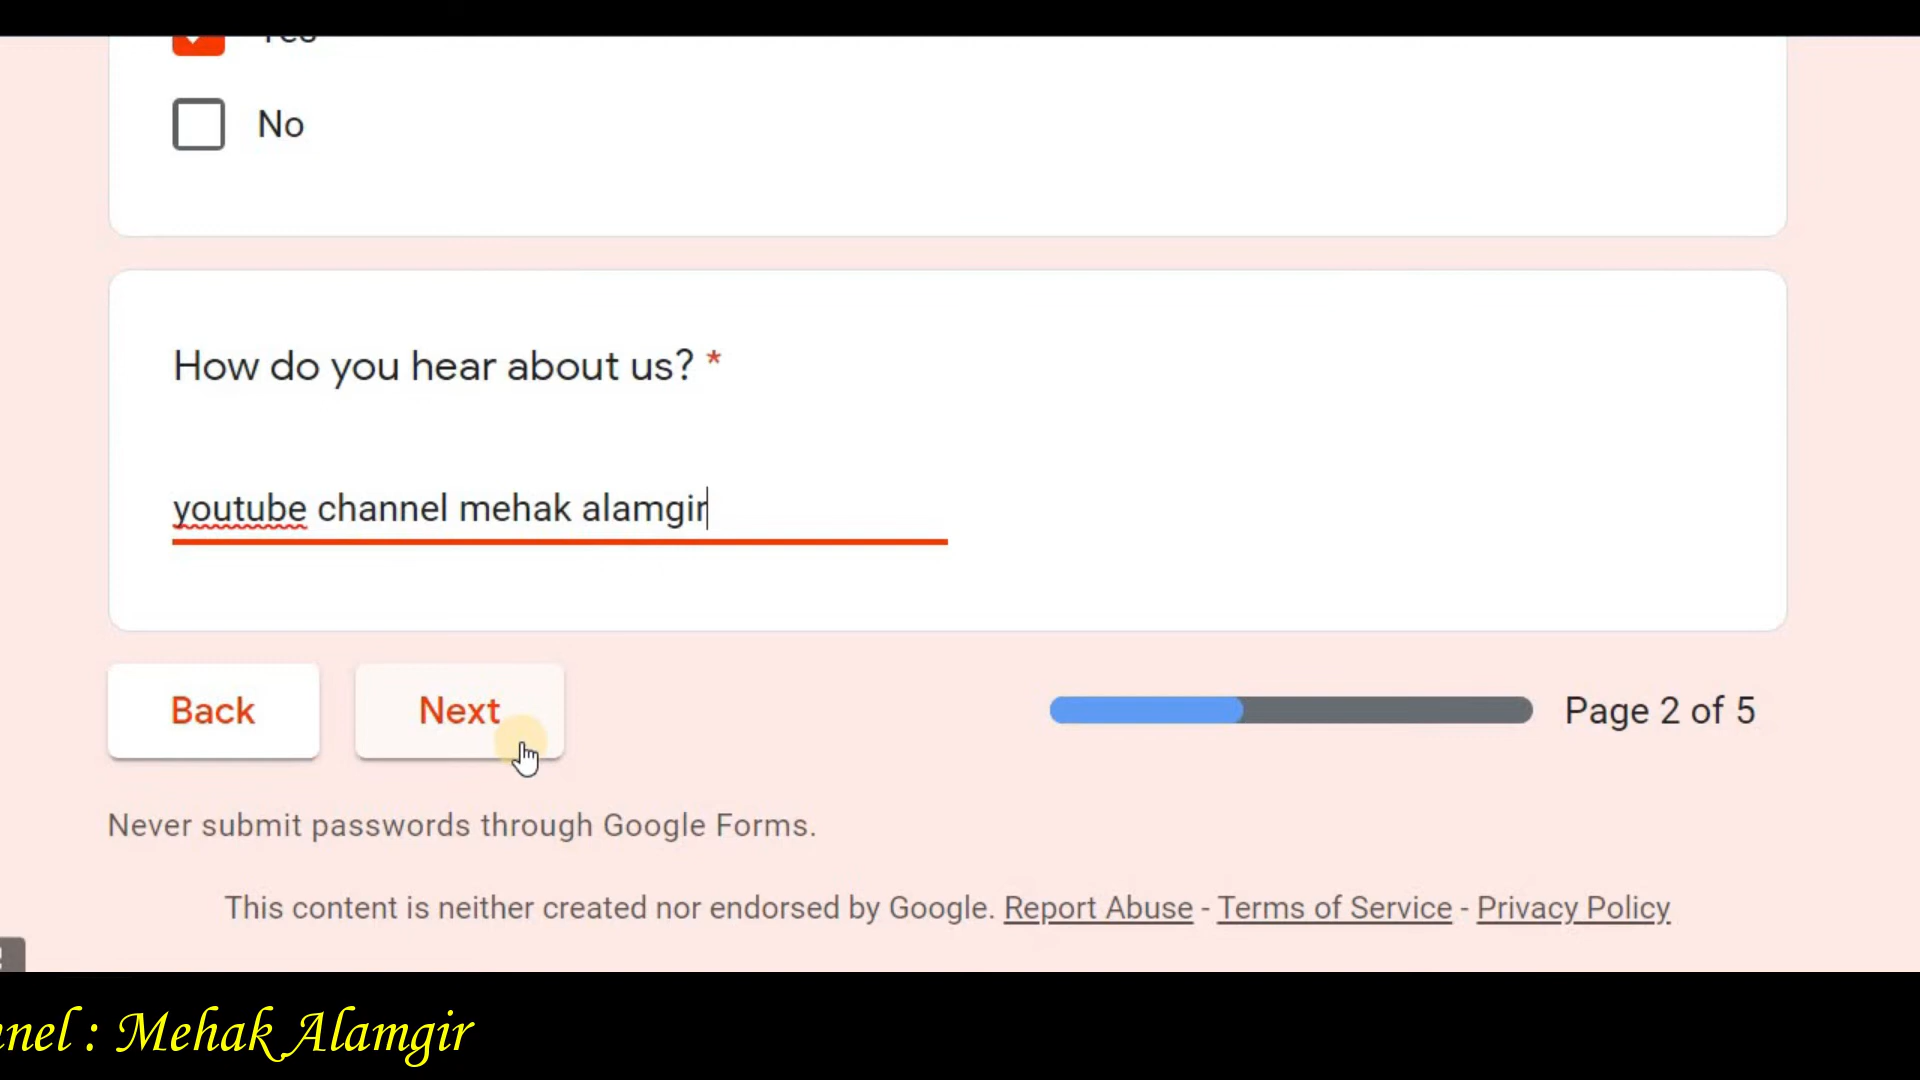 Yes
No
How do you hear about us? *
youtube channel mehak alamgir
Back
Next
Page 2 of 5
Never submit passwords through Google Forms.
This content is neither created nor endorsed by Google. Report Abuse - Terms of Service - Privacy Policy
nel : Mehak Alamgir